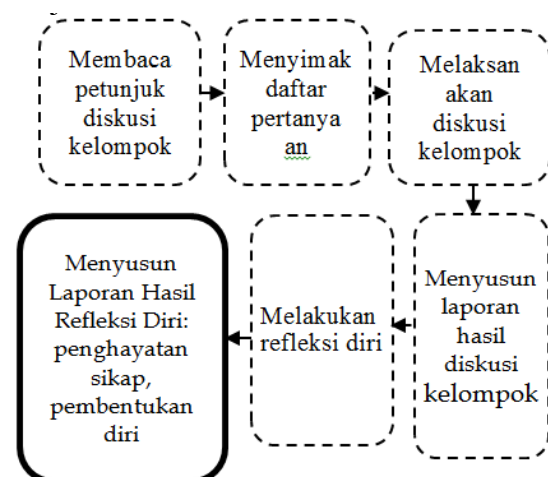 Membaca
petunjuk
diskusi
kelompok
Menyimak
daftar
pertanya
an
Melaksan
akan
diskusi
kelompok
Menyusun
laporan
hasil
diskusi
kelompok
Melakukan
refleksi diri
Menyusun
Laporan Hasil
Refleksi Diri:
penghayatan
sikap,
pembentukan
diri